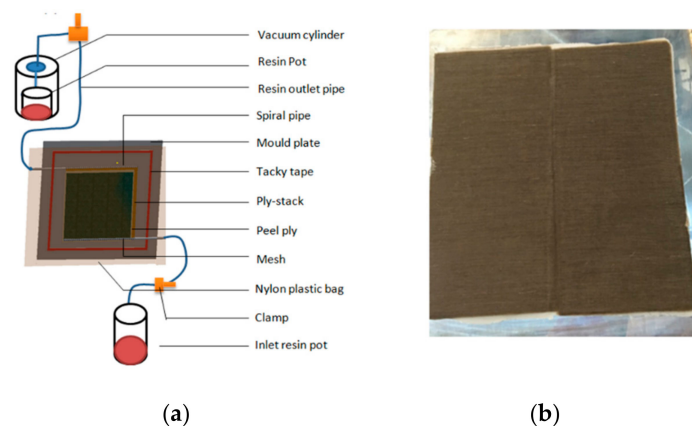 Vacuum cylinder
Resin Pot
Resin outlet pipe
Spiral pipe
Mould plate
Tacky tape
Ply-stack
Peel ply
Mesh
Nylon plastic bag
Clamp
Inlet resin pot
(a)
(b)